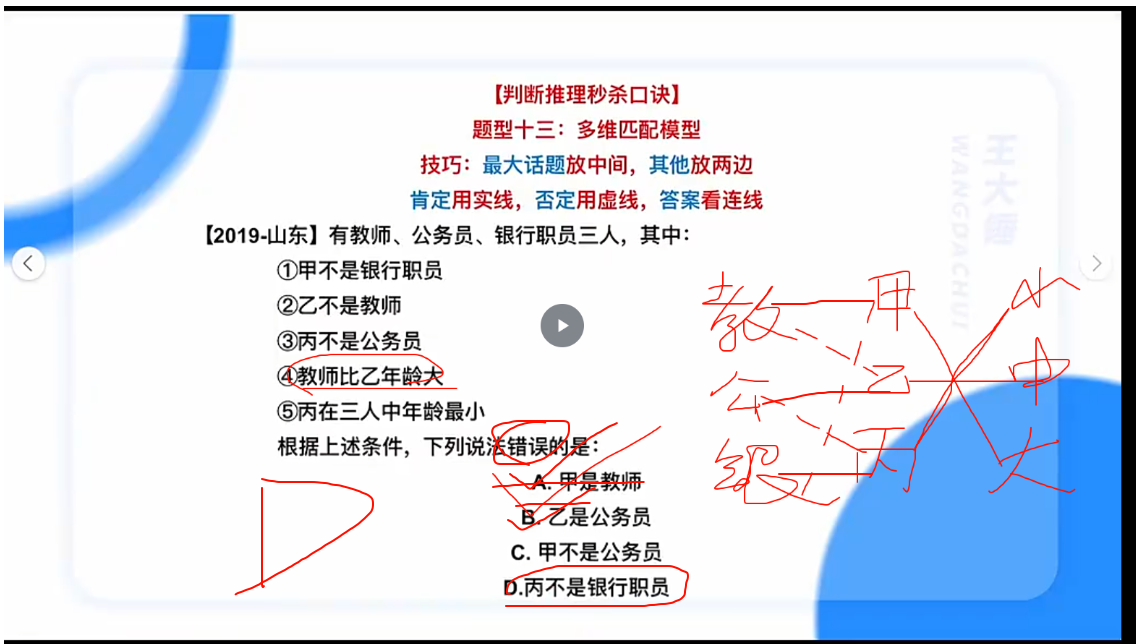 【判断推理秒杀口诀】
题型十三：多维匹配模型
技巧：最大话题放中间，其他放两边
肯定用实线，否定用虚线，答案看连线
【2019-山东】有教师、公务员、银行职员三人，其中：
①甲不是银行职员
②乙不是教师
③丙不是公务员
④教师比乙年龄大
⑤丙在三人中年龄最小
根据上述条件，下列说法错误的是：
A. 甲是教师
B. 乙是公务员
C. 甲不是公务员
D.丙不是银行职员
教 甲 小
公 乙 中
银 丙 大
D
王大锤
WANGDACHUI